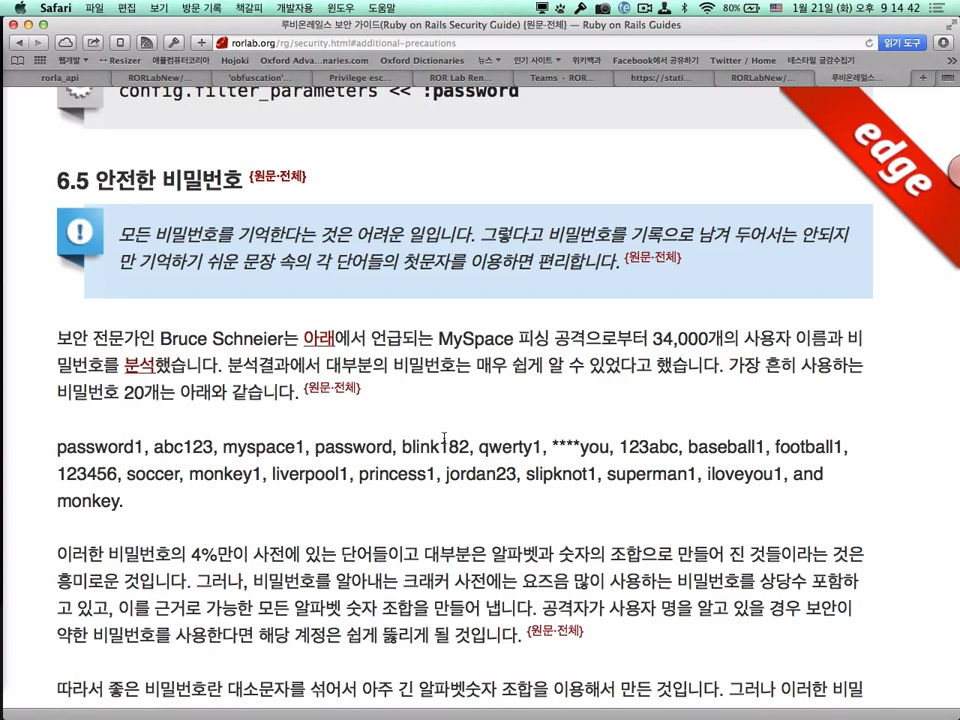 Safari 파일 편집 보기 방문 기록 책갈피 개발자용 윈도우 도움말 80% 1월 21일 (화) 오후 9 14 42
루비온레일스 보안 가이드(Ruby on Rails Security Guide) {원문-전체} — Ruby on Rails Guides
rorlab.org/rg/security.html#additional-precautions 읽기 도구
웹개발 Resizer 애플컴퓨터코리아 Hojoki Oxford Adva...naries.com Oxford Dictionaries 뉴스 인기 사이트 위키백과 Facebook에서 공유하기 Twitter / Home 테스타일 글감수집기
rorla_api RORLabNew/... 'obfuscation'... Privilege esc... ROR Lab Ren... Teams - ROR... https://stati... RORLabNew/... 루비온레일스...
config.filter_parameters << :password
edge
6.5 안전한 비밀번호 {원문·전체}
모든 비밀번호를 기억한다는 것은 어려운 일입니다. 그렇다고 비밀번호를 기록으로 남겨 두어서는 안되지
만 기억하기 쉬운 문장 속의 각 단어들의 첫문자를 이용하면 편리합니다. {원문·전체}
보안 전문가인 Bruce Schneier는 아래에서 언급되는 MySpace 피싱 공격으로부터 34,000개의 사용자 이름과 비
밀번호를 분석했습니다. 분석결과에서 대부분의 비밀번호는 매우 쉽게 알 수 있었다고 했습니다. 가장 흔히 사용하는
비밀번호 20개는 아래와 같습니다. {원문·전체}
password1, abc123, myspace1, password, blink182, qwerty1, ****you, 123abc, baseball1, football1,
123456, soccer, monkey1, liverpool1, princess1, jordan23, slipknot1, superman1, iloveyou1, and
monkey.
이러한 비밀번호의 4%만이 사전에 있는 단어들이고 대부분은 알파벳과 숫자의 조합으로 만들어 진 것들이라는 것은
흥미로운 것입니다. 그러나, 비밀번호를 알아내는 크래커 사전에는 요즈음 많이 사용하는 비밀번호를 상당수 포함하
고 있고, 이를 근거로 가능한 모든 알파벳 숫자 조합을 만들어 냅니다. 공격자가 사용자 명을 알고 있을 경우 보안이
약한 비밀번호를 사용한다면 해당 계정은 쉽게 뚫리게 될 것입니다. {원문·전체}
따라서 좋은 비밀번호란 대소문자를 섞어서 아주 긴 알파벳숫자 조합을 이용해서 만든 것입니다. 그러나 이러한 비밀